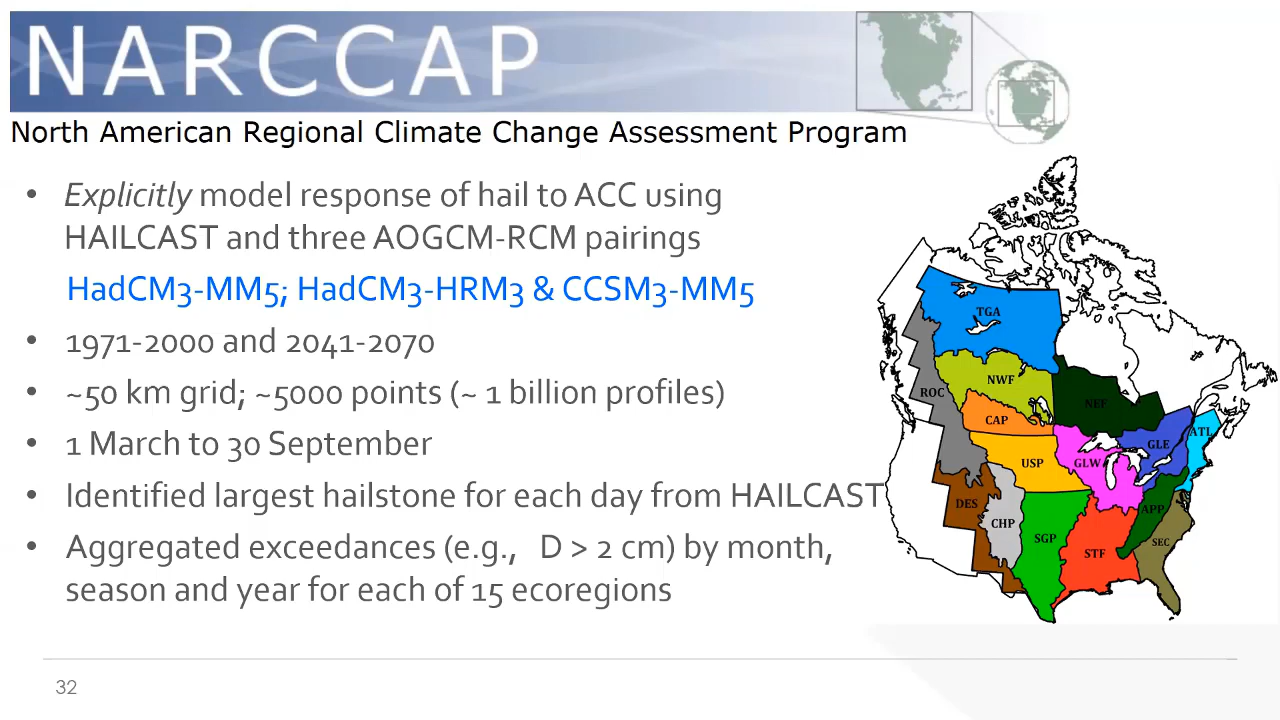 NARCCAP
North American Regional Climate Change Assessment Program
• Explicitly model response of hail to ACC using
HAILCAST and three AOGCM-RCM pairings
HadCM3-MM5; HadCM3-HRM3 & CCSM3-MM5
• 1971-2000 and 2041-2070
• ~50 km grid; ~5000 points (~ 1 billion profiles)
• 1 March to 30 September
• Identified largest hailstone for each day from HAILCAST
• Aggregated exceedances (e.g., D > 2 cm) by month,
season and year for each of 15 ecoregions
TGA
NWF
ROC
NEF
CAP
ATL
GLE
USP
GLW
DES
APP
CHP
SGP
SEC
STF
32